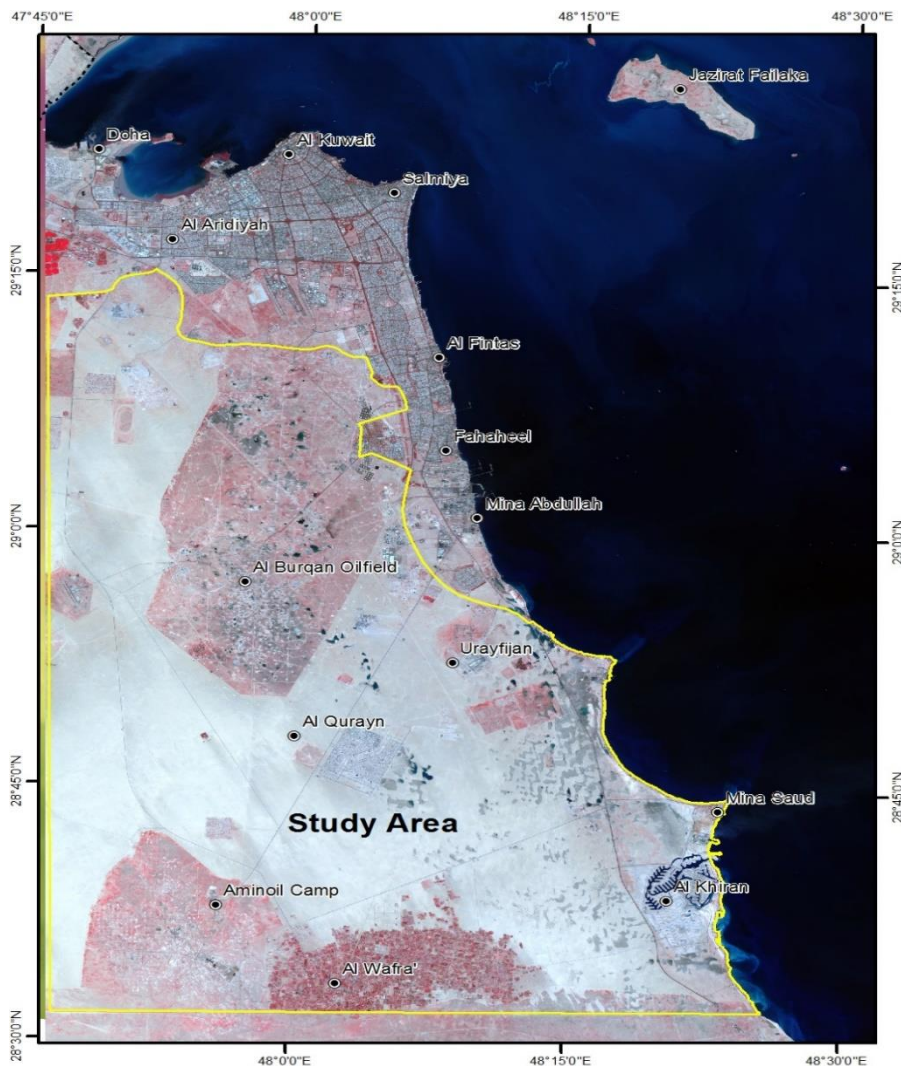 47°45'0"E
48°0'0"E
48°15'0"E
48°30'0"E
Jazirat Failaka
Doha
Al Kuwait
Salmiya
Al Aridiyah
29°15'0"N
29°15'0"N
Al Fintas
Fahaheel
Mina Abdullah
29°0'0"N
29°0'0"N
Al Burqan Oilfield
Urayfijan
Al Qurayn
28°45'0"N
28°45'0"N
Mina Saud
Study Area
Aminoil Camp
Al Khiran
Al Wafra'
28°30'0"N
48°0'0"E
48°15'0"E
48°30'0"E